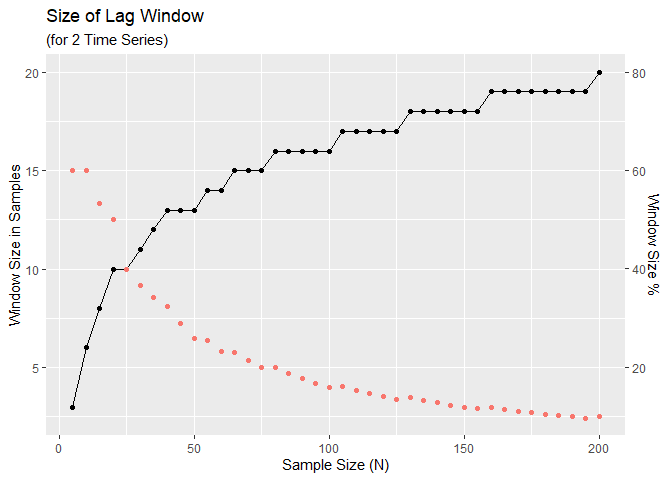 Size of Lag Window
(for 2 Time Series)
20
15
10
5
Window Size in Samples
80
60
40
20
Window Size %
0
50
100
150
200
Sample Size (N)